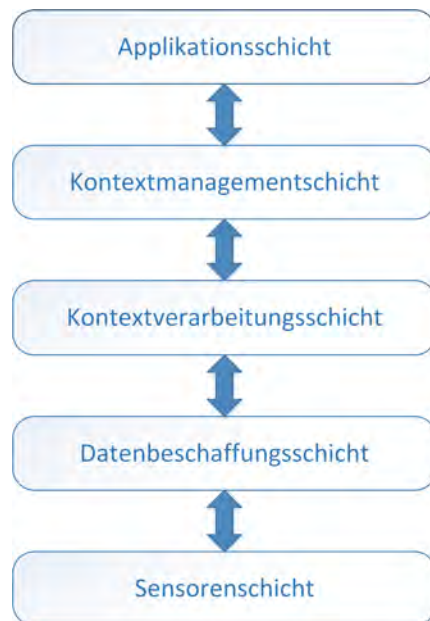 Applikationsschicht
Kontextmanagementschicht
Kontextverarbeitungsschicht
Datenbeschaffungsschicht
Sensorenschicht